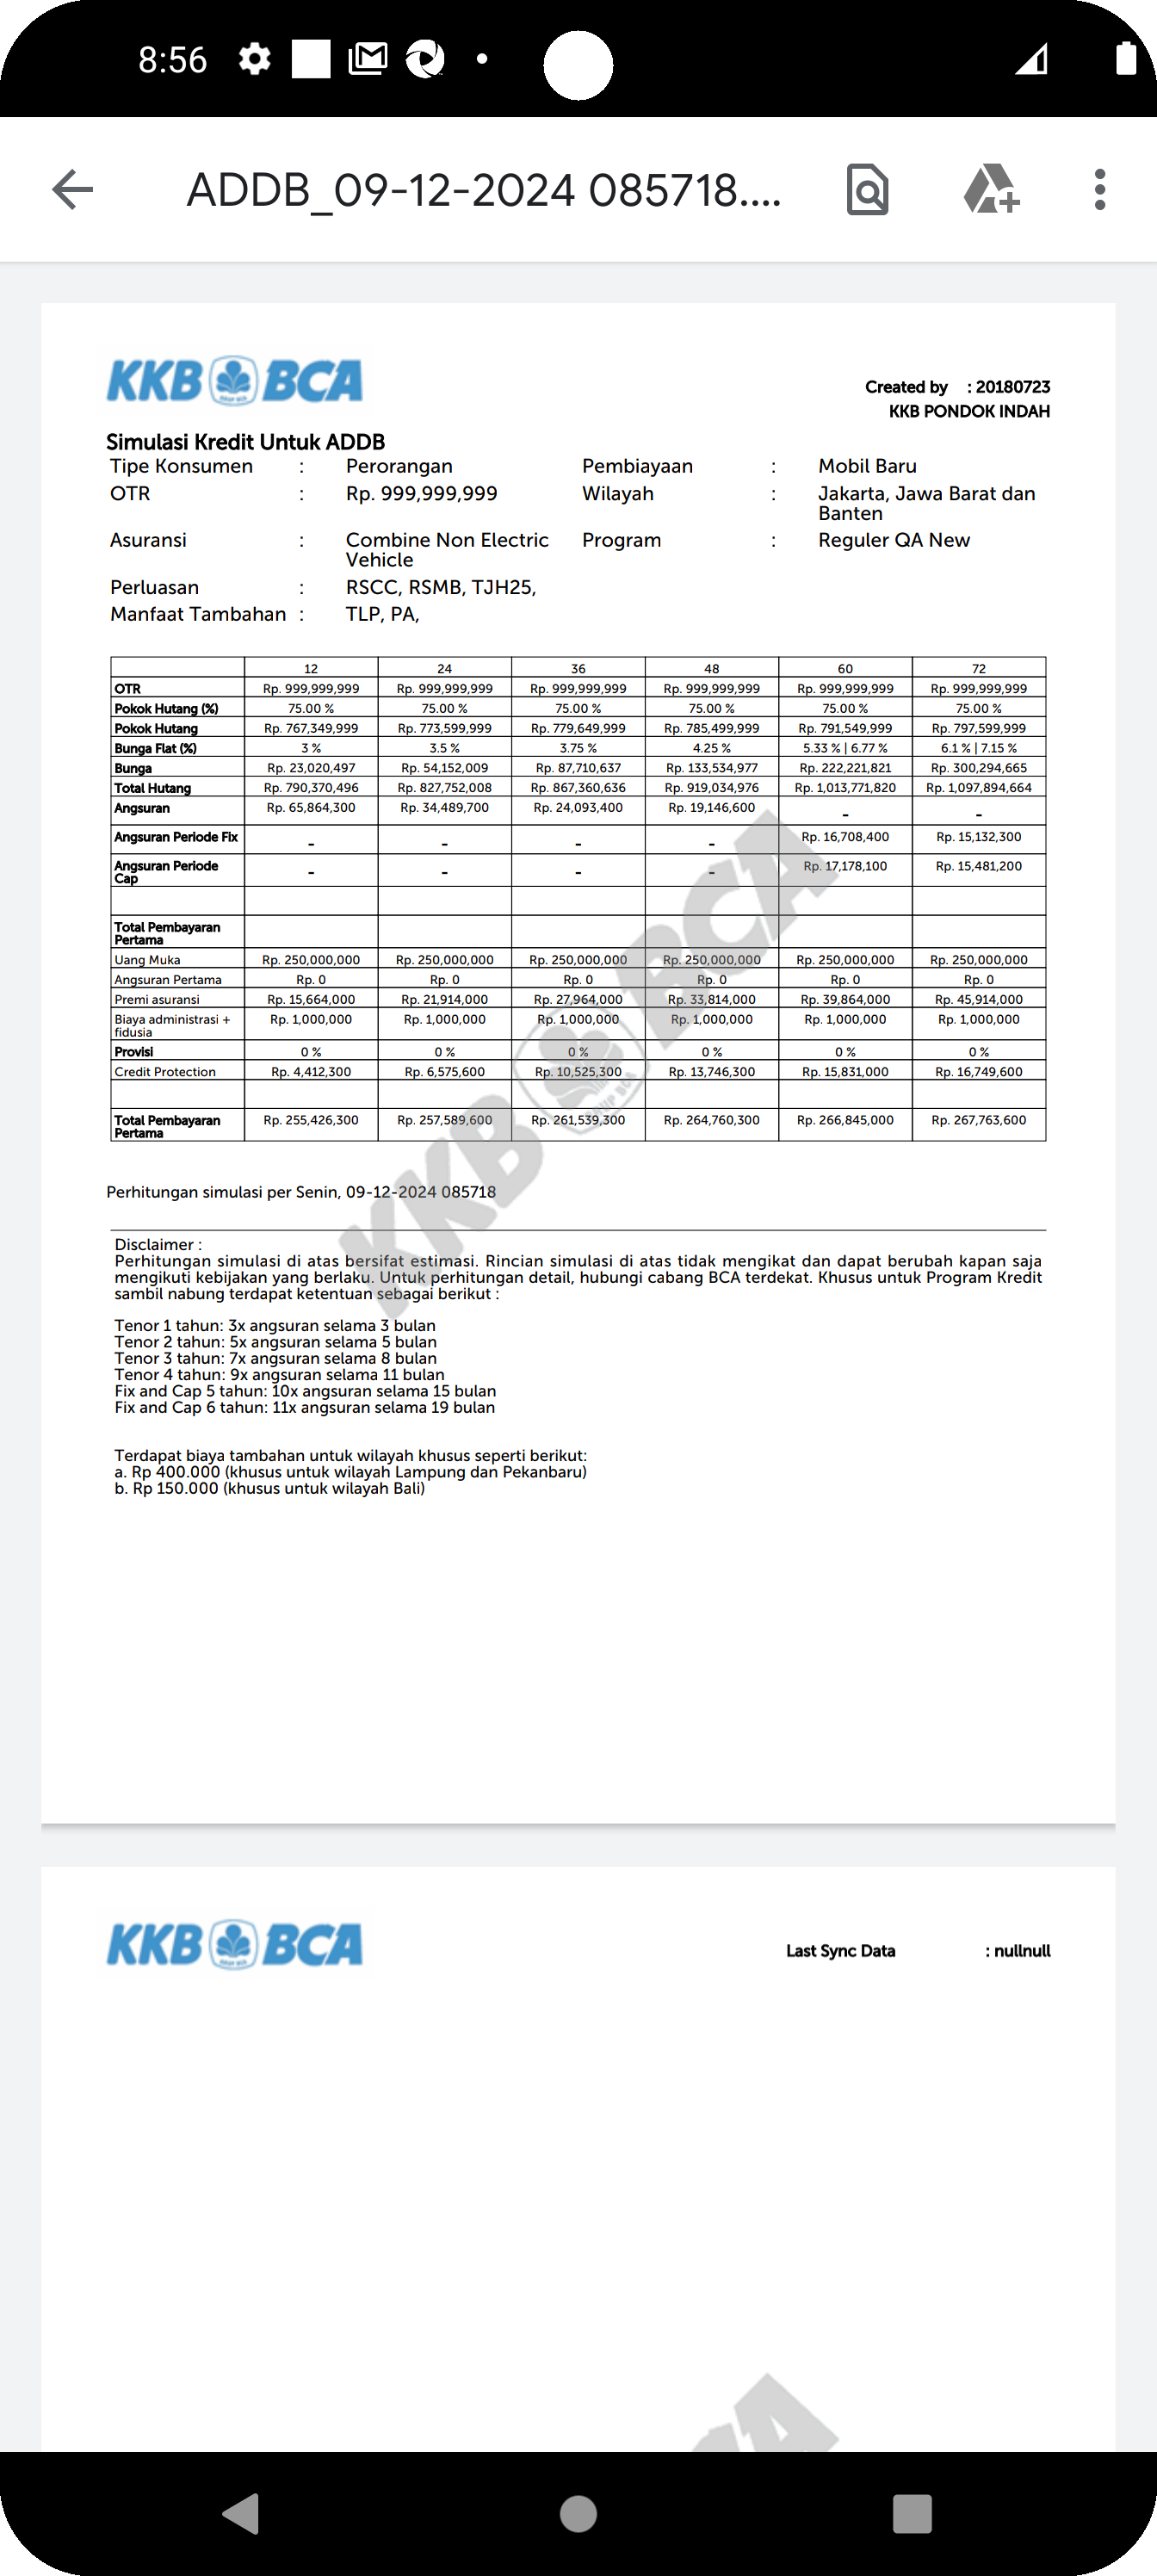 8:56
ADDB_09-12-2024 085718....
KKB BCA
Created by : 20180723
KKB PONDOK INDAH
Simulasi Kredit Untuk ADDB
Tipe Konsumen : Perorangan Pembiayaan : Mobil Baru
OTR : Rp. 999,999,999 Wilayah : Jakarta, Jawa Barat dan
Banten
Asuransi : Combine Non Electric Program : Reguler QA New
Vehicle
Perluasan : RSCC, RSMB, TJH25,
Manfaat Tambahan : TLP, PA,
12 24 36 48 60 72
OTR Rp. 999,999,999 Rp. 999,999,999 Rp. 999,999,999 Rp. 999,999,999 Rp. 999,999,999 Rp. 999,999,999
Pokok Hutang (%) 75.00 % 75.00 % 75.00 % 75.00 % 75.00 % 75.00 %
Pokok Hutang Rp. 767,349,999 Rp. 773,599,999 Rp. 779,649,999 Rp. 785,499,999 Rp. 791,549,999 Rp. 797,599,999
Bunga Flat (%) 3 % 3.5 % 3.75 % 4.25 % 5.33 % | 6.77 % 6.1 % | 7.15 %
Bunga Rp. 23,020,497 Rp. 54,152,009 Rp. 87,710,637 Rp. 133,534,977 Rp. 222,221,821 Rp. 300,294,665
Total Hutang Rp. 790,370,496 Rp. 827,752,008 Rp. 867,360,636 Rp. 919,034,976 Rp. 1,013,771,820 Rp. 1,097,894,664
Angsuran Rp. 65,864,300 Rp. 34,489,700 Rp. 24,093,400 Rp. 19,146,600 - -
Angsuran Periode Fix - - - - Rp. 16,708,400 Rp. 15,132,300
Angsuran Periode - - - - Rp. 17,178,100 Rp. 15,481,200
Cap
Total Pembayaran
Pertama
Uang Muka Rp. 250,000,000 Rp. 250,000,000 Rp. 250,000,000 Rp. 250,000,000 Rp. 250,000,000 Rp. 250,000,000
Angsuran Pertama Rp. 0 Rp. 0 Rp. 0 Rp. 0 Rp. 0 Rp. 0
Premi asuransi Rp. 15,664,000 Rp. 21,914,000 Rp. 27,964,000 Rp. 33,814,000 Rp. 39,864,000 Rp. 45,914,000
Biaya administrasi + Rp. 1,000,000 Rp. 1,000,000 Rp. 1,000,000 Rp. 1,000,000 Rp. 1,000,000 Rp. 1,000,000
fidusia
Provisi 0 % 0 % 0 % 0 % 0 % 0 %
Credit Protection Rp. 4,412,300 Rp. 6,575,600 Rp. 10,525,300 Rp. 13,746,300 Rp. 15,831,000 Rp. 16,749,600
Total Pembayaran Rp. 255,426,300 Rp. 257,589,600 Rp. 261,539,300 Rp. 264,760,300 Rp. 266,845,000 Rp. 267,763,600
Pertama
KKB BCA
Perhitungan simulasi per Senin, 09-12-2024 085718
Disclaimer :
Perhitungan simulasi di atas bersifat estimasi. Rincian simulasi di atas tidak mengikat dan dapat berubah kapan saja
mengikuti kebijakan yang berlaku. Untuk perhitungan detail, hubungi cabang BCA terdekat. Khusus untuk Program Kredit
sambil nabung terdapat ketentuan sebagai berikut :
Tenor 1 tahun: 3x angsuran selama 3 bulan
Tenor 2 tahun: 5x angsuran selama 5 bulan
Tenor 3 tahun: 7x angsuran selama 8 bulan
Tenor 4 tahun: 9x angsuran selama 11 bulan
Fix and Cap 5 tahun: 10x angsuran selama 15 bulan
Fix and Cap 6 tahun: 11x angsuran selama 19 bulan
Terdapat biaya tambahan untuk wilayah khusus seperti berikut:
a. Rp 400.000 (khusus untuk wilayah Lampung dan Pekanbaru)
b. Rp 150.000 (khusus untuk wilayah Bali)
KKB BCA
Last Sync Data : nullnull
CA